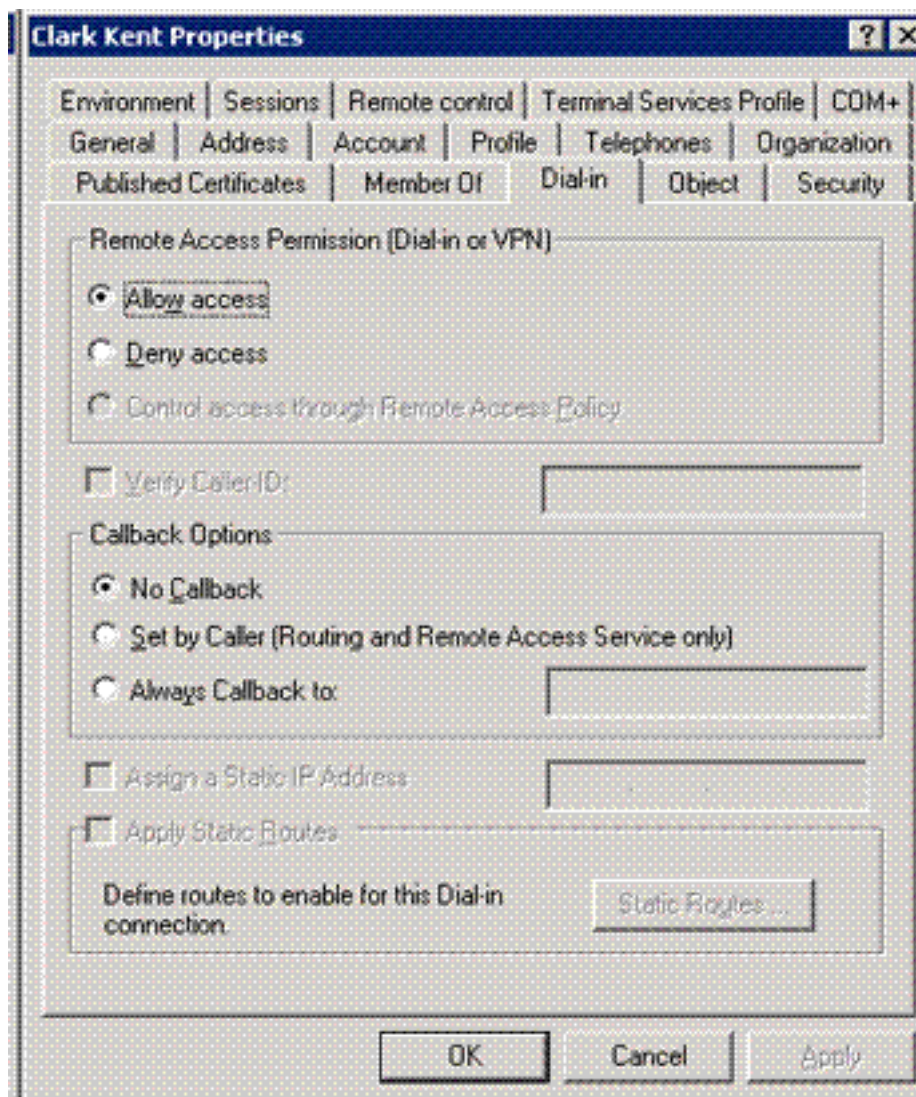 Clark Kent Properties
Environment Sessions Remote control Terminal Services Profile COM+
General Address Account Profile Telephones Organization
Published Certificates Member Of Dial-in Object Security
Remote Access Permission (Dial-in or VPN)
Allow access
Deny access
Control access through Remote Access Policy
Verify Caller-ID:
Callback Options
No Callback
Set by Caller (Routing and Remote Access Service only)
Always Callback to:
Assign a Static IP Address
Apply Static Routes
Define routes to enable for this Dial-in
connection.
Static Routes ...
OK Cancel Apply